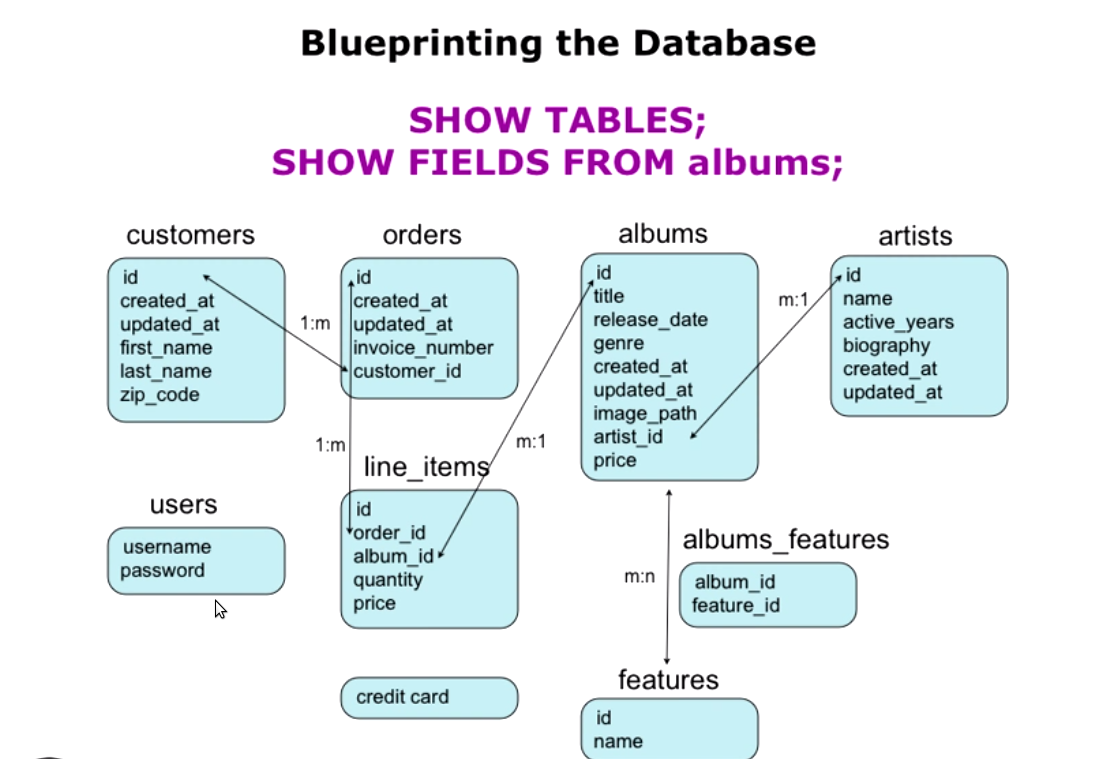 Blueprinting the Database
SHOW TABLES;
SHOW FIELDS FROM albums;
customers
id
created_at
updated_at
first_name
last_name
zip_code
1:m
orders
id
created_at
updated_at
invoice_number
customer_id
1:m
line_items
id
order_id
album_id
quantity
price
m:1
albums
id
title
release_date
genre
created_at
updated_at
image_path
artist_id
price
m:1
artists
id
name
active_years
biography
created_at
updated_at
users
username
password
credit card
m:n
albums_features
album_id
feature_id
features
id
name